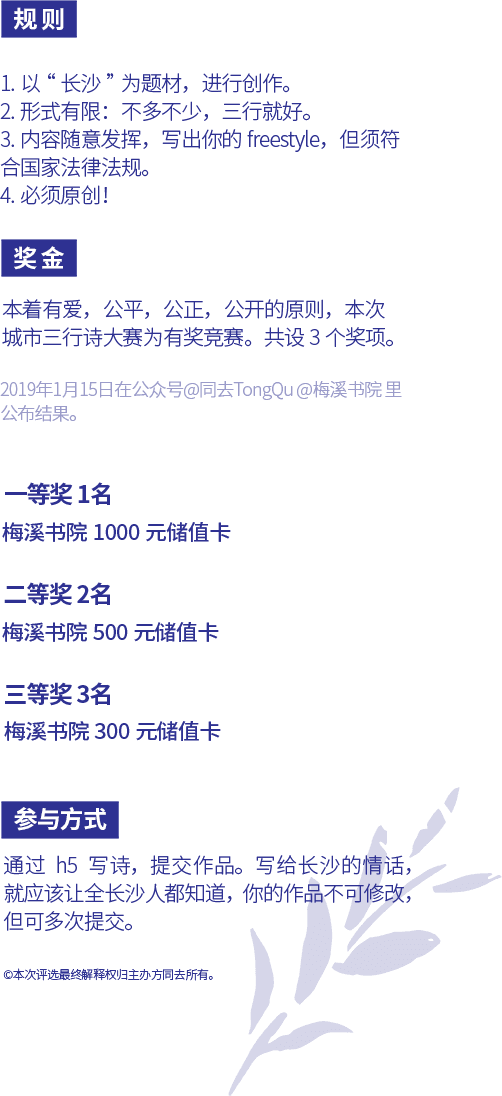 规则
1. 以 “ 长沙 ” 为题材，进行创作。
2. 形式有限：不多不少，三行就好。
3. 内容随意发挥，写出你的 freestyle，但须符
合国家法律法规。
4. 必须原创！
奖金
本着有爱，公平，公正，公开的原则，本次
城市三行诗大赛为有奖竞赛。共设 3 个奖项。
2019年1月15日在公众号@同去TongQu @梅溪书院 里
公布结果。
一等奖 1名
梅溪书院 1000 元储值卡
二等奖 2名
梅溪书院 500 元储值卡
三等奖 3名
梅溪书院 300 元储值卡
参与方式
通过 h5 写诗，提交作品。写给长沙的情话，
就应该让全长沙人都知道，你的作品不可修改，
但可多次提交。
©本次评选最终解释权归主办方同去所有。